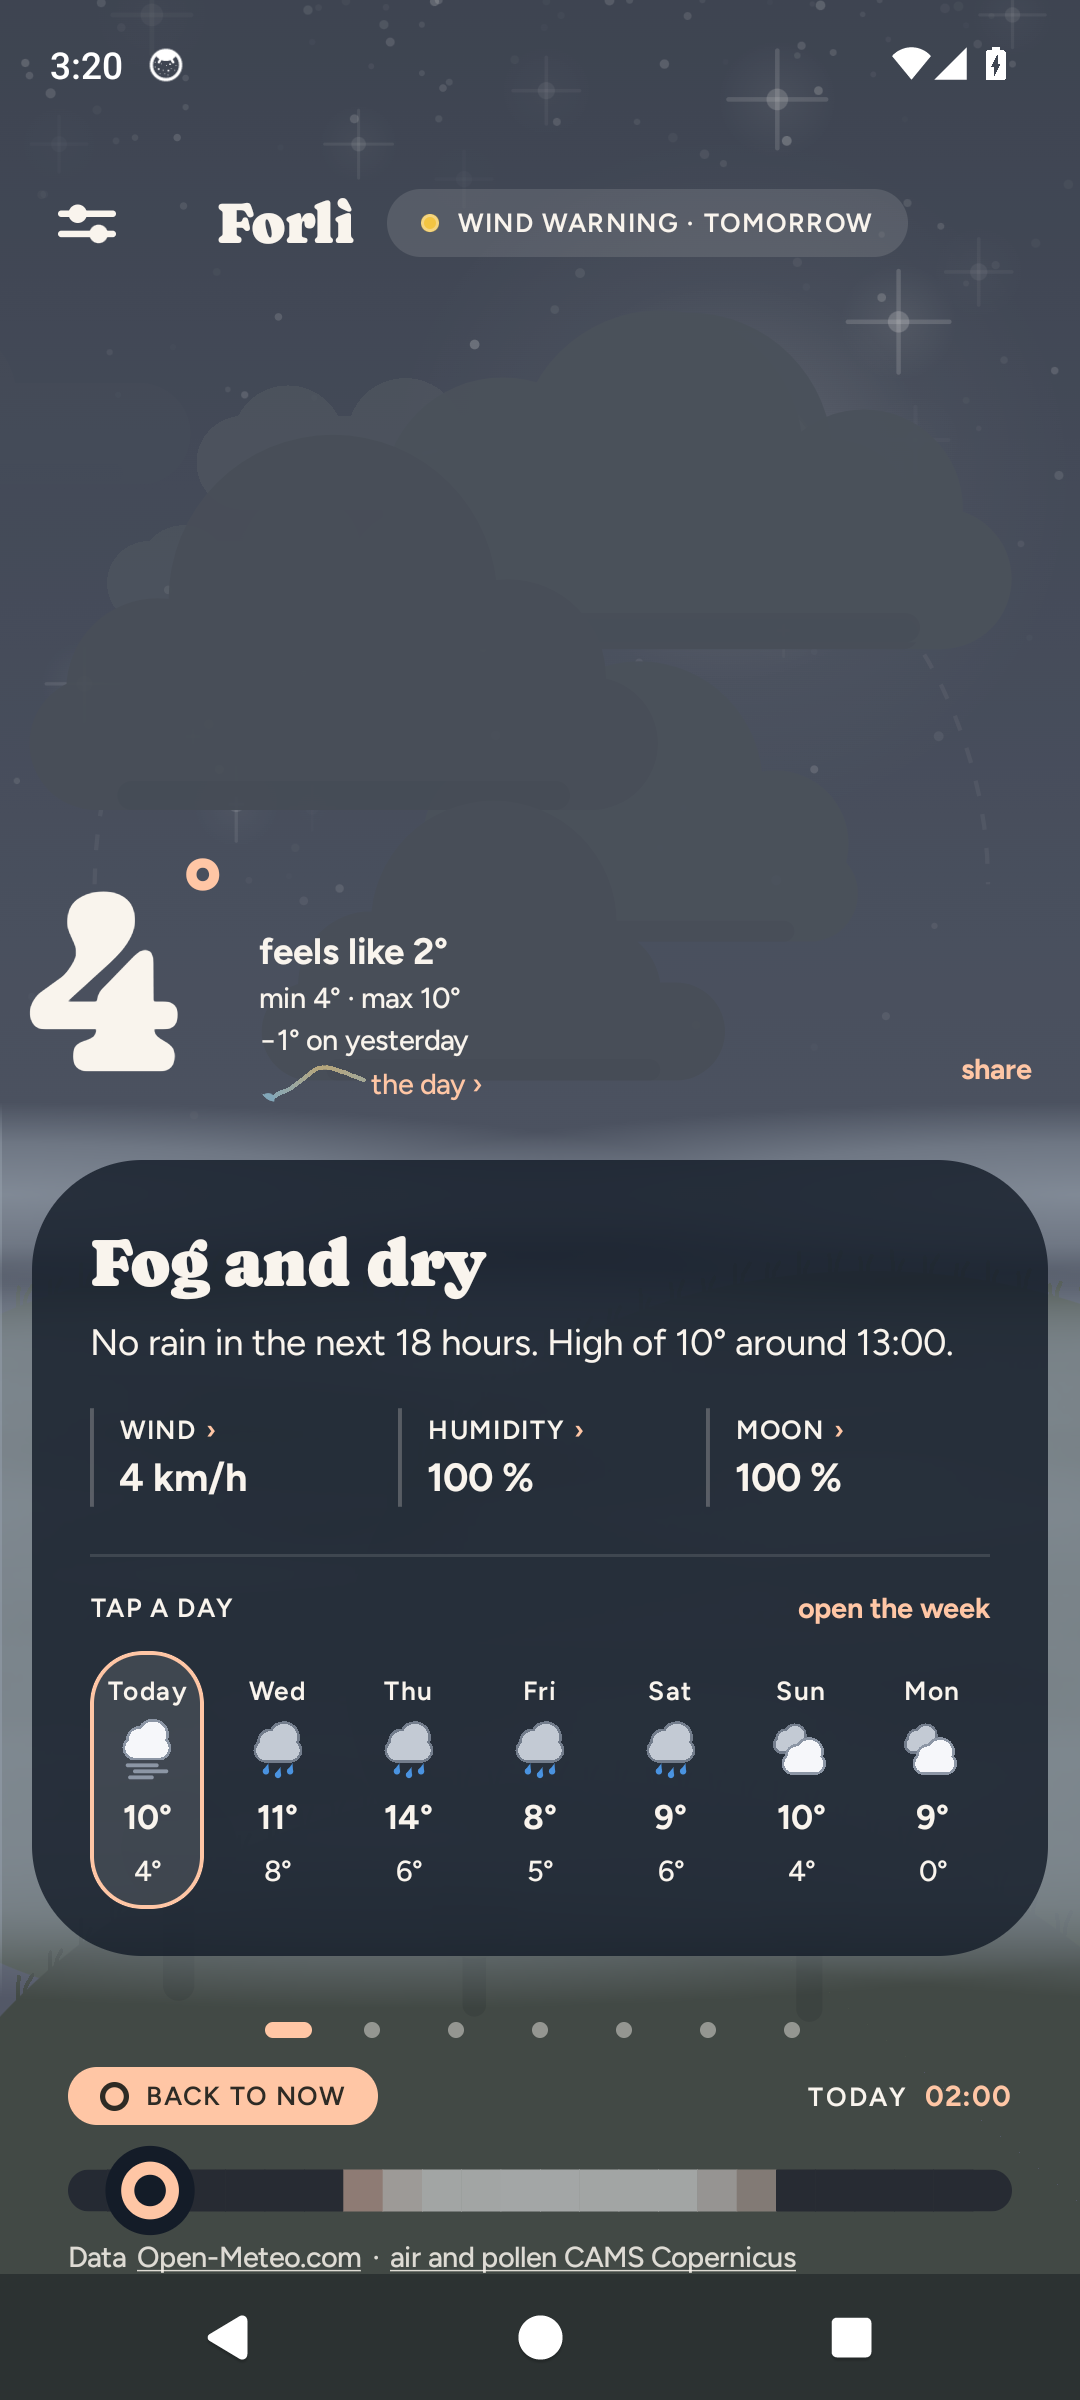 3:20
Forlì
WIND WARNING · TOMORROW
4°
feels like 2°
min 4° · max 10°
−1° on yesterday
the day ›
share
Fog and dry
No rain in the next 18 hours. High of 10° around 13:00.
WIND › HUMIDITY › MOON ›
4 km/h 100 % 100 %
TAP A DAY open the week
Today Wed Thu Fri Sat Sun Mon
10° 11° 14° 8° 9° 10° 9°
4° 8° 6° 5° 6° 4° 0°
BACK TO NOW TODAY 02:00
Data Open-Meteo.com · air and pollen CAMS Copernicus